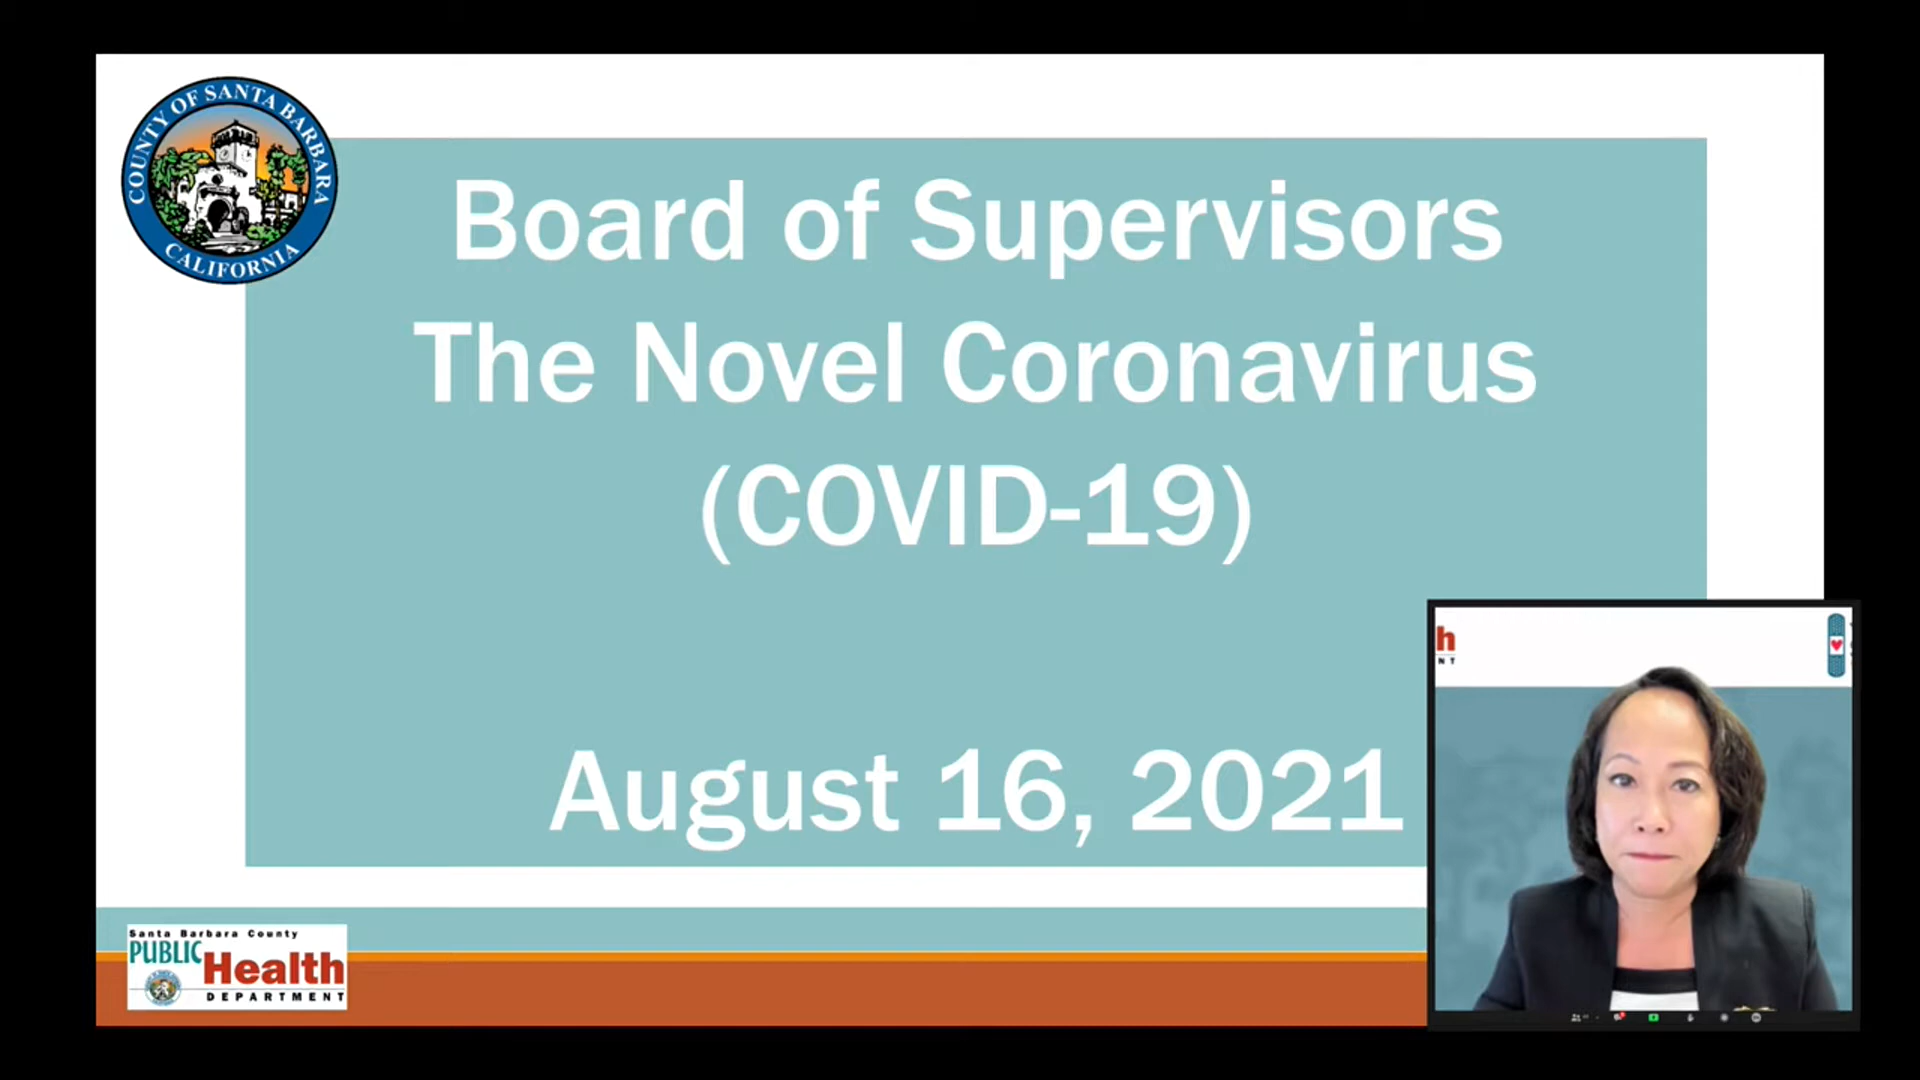 COUNTY OF SANTA BARBARA
CALIFORNIA
Board of Supervisors
The Novel Coronavirus
(COVID-19)
August 16, 2021
h
NT
Santa Barbara County
PUBLIC
Health
DEPARTMENT